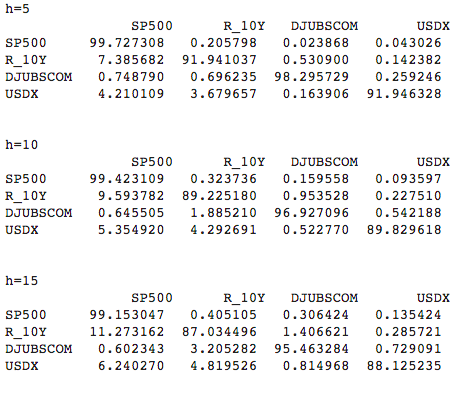 h=5
SP500 R_10Y DJUBSCOM USDX
SP500 99.727308 0.205798 0.023868 0.043026
R_10Y 7.385682 91.941037 0.530900 0.142382
DJUBSCOM 0.748790 0.696235 98.295729 0.259246
USDX 4.210109 3.679657 0.163906 91.946328
h=10
SP500 R_10Y DJUBSCOM USDX
SP500 99.423109 0.323736 0.159558 0.093597
R_10Y 9.593782 89.225180 0.953528 0.227510
DJUBSCOM 0.645505 1.885210 96.927096 0.542188
USDX 5.354920 4.292691 0.522770 89.829618
h=15
SP500 R_10Y DJUBSCOM USDX
SP500 99.153047 0.405105 0.306424 0.135424
R_10Y 11.273162 87.034496 1.406621 0.285721
DJUBSCOM 0.602343 3.205282 95.463284 0.729091
USDX 6.240270 4.819526 0.814968 88.125235